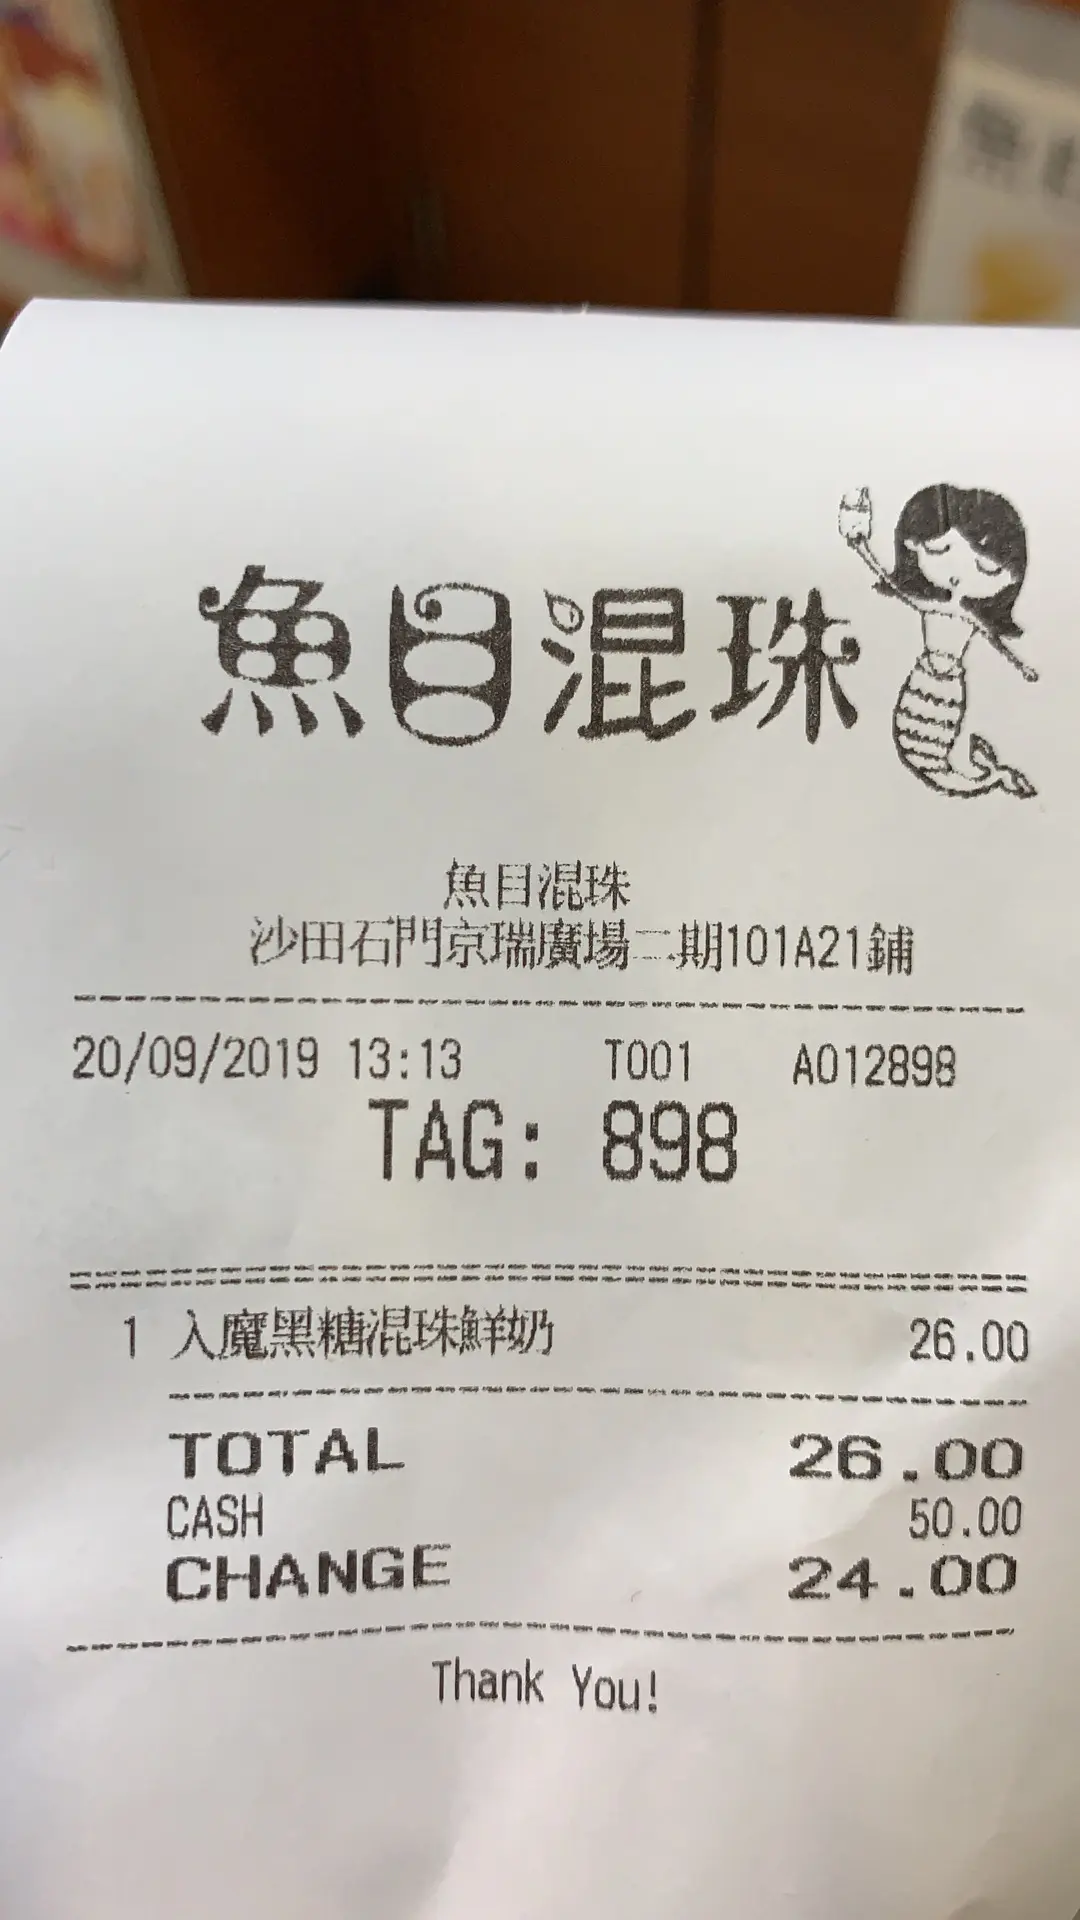 魚目混珠
魚目混珠
沙田石門京瑞廣場二期101A21鋪
20/09/2019 13:13 T001 A012898
TAG: 898
1 入魔黑糖混珠鮮奶 26.00
TOTAL 26.00
CASH 50.00
CHANGE 24.00
Thank You!